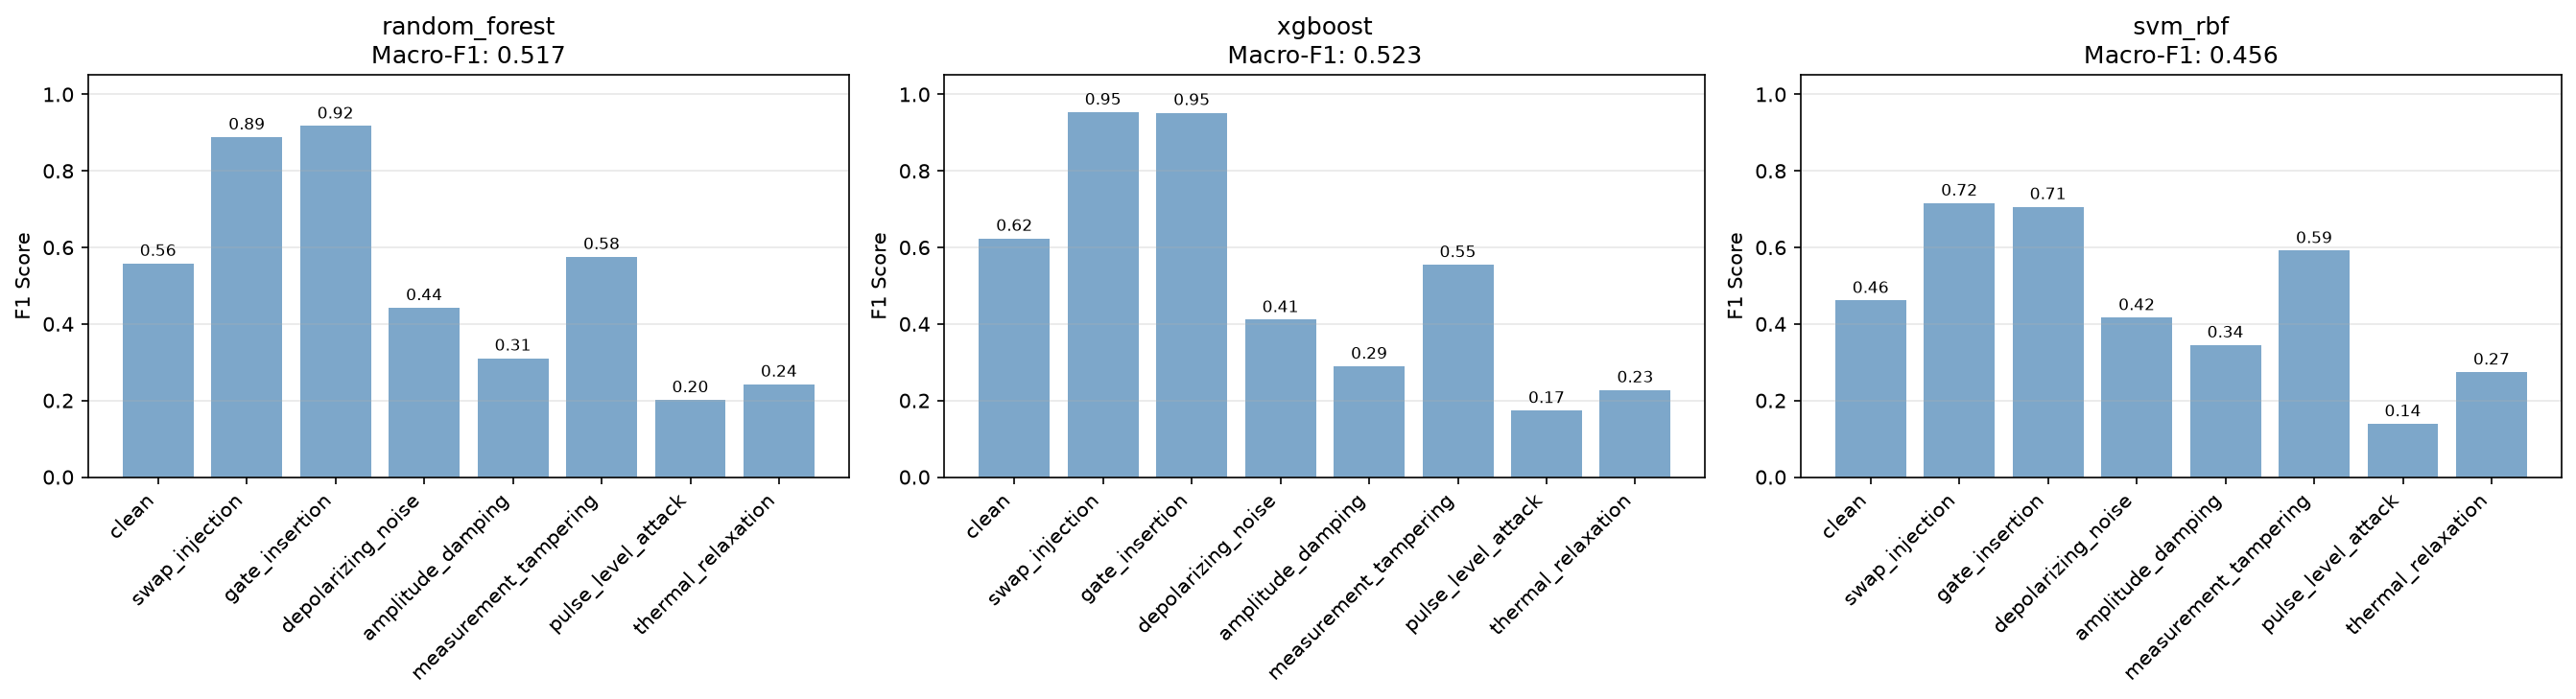 random_forest
Macro-F1: 0.517
F1 Score
1.0
0.8
0.6
0.4
0.2
0.0
0.56
0.89
0.92
0.44
0.31
0.58
0.20
0.24
clean
swap_injection
gate_insertion
depolarizing_noise
amplitude_damping
measurement_tampering
pulse_level_attack
thermal_relaxation
xgboost
Macro-F1: 0.523
F1 Score
1.0
0.8
0.6
0.4
0.2
0.0
0.62
0.95
0.95
0.41
0.29
0.55
0.17
0.23
clean
swap_injection
gate_insertion
depolarizing_noise
amplitude_damping
measurement_tampering
pulse_level_attack
thermal_relaxation
svm_rbf
Macro-F1: 0.456
F1 Score
1.0
0.8
0.6
0.4
0.2
0.0
0.46
0.72
0.71
0.42
0.34
0.59
0.14
0.27
clean
swap_injection
gate_insertion
depolarizing_noise
amplitude_damping
measurement_tampering
pulse_level_attack
thermal_relaxation